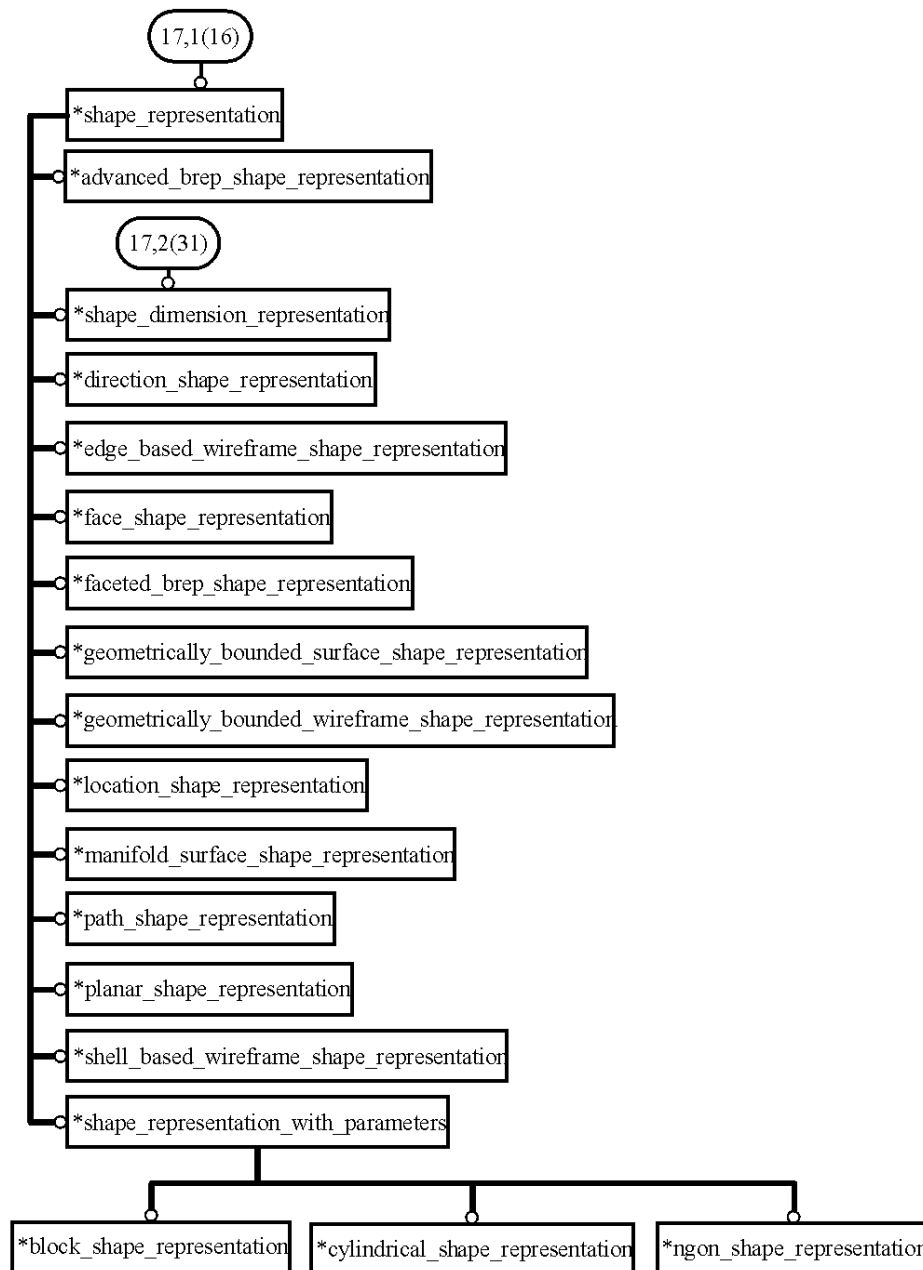 17,1(16)
*shape_representation
*advanced_brep_shape_representation
17,2(31)
*shape_dimension_representation
*direction_shape_representation
*edge_based_wireframe_shape_representation
*face_shape_representation
*faceted_brep_shape_representation
*geometrically_bounded_surface_shape_representation
*geometrically_bounded_wireframe_shape_representation
*location_shape_representation
*manifold_surface_shape_representation
*path_shape_representation
*planar_shape_representation
*shell_based_wireframe_shape_representation
*shape_representation_with_parameters
*block_shape_representation
*cylindrical_shape_representation
*ngon_shape_representation